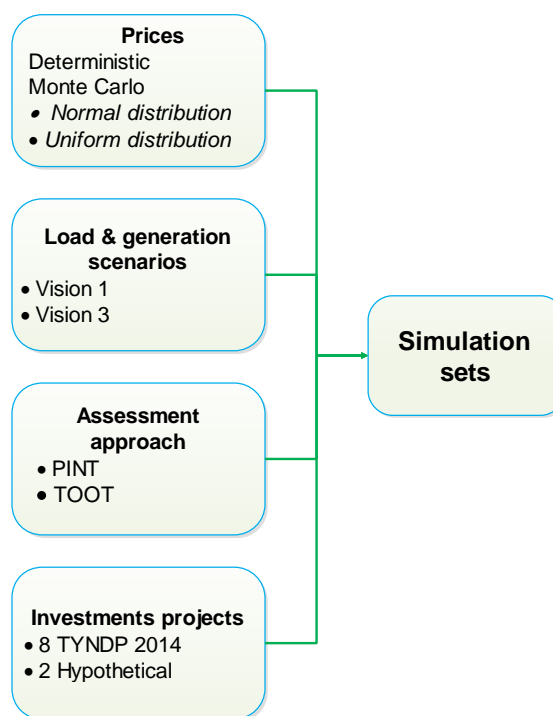 Prices
Deterministic
Monte Carlo
• Normal distribution
• Uniform distribution
Load & generation
scenarios
• Vision 1
• Vision 3
Assessment
approach
• PINT
• TOOT
Investments projects
• 8 TYNDP 2014
• 2 Hypothetical
Simulation
sets